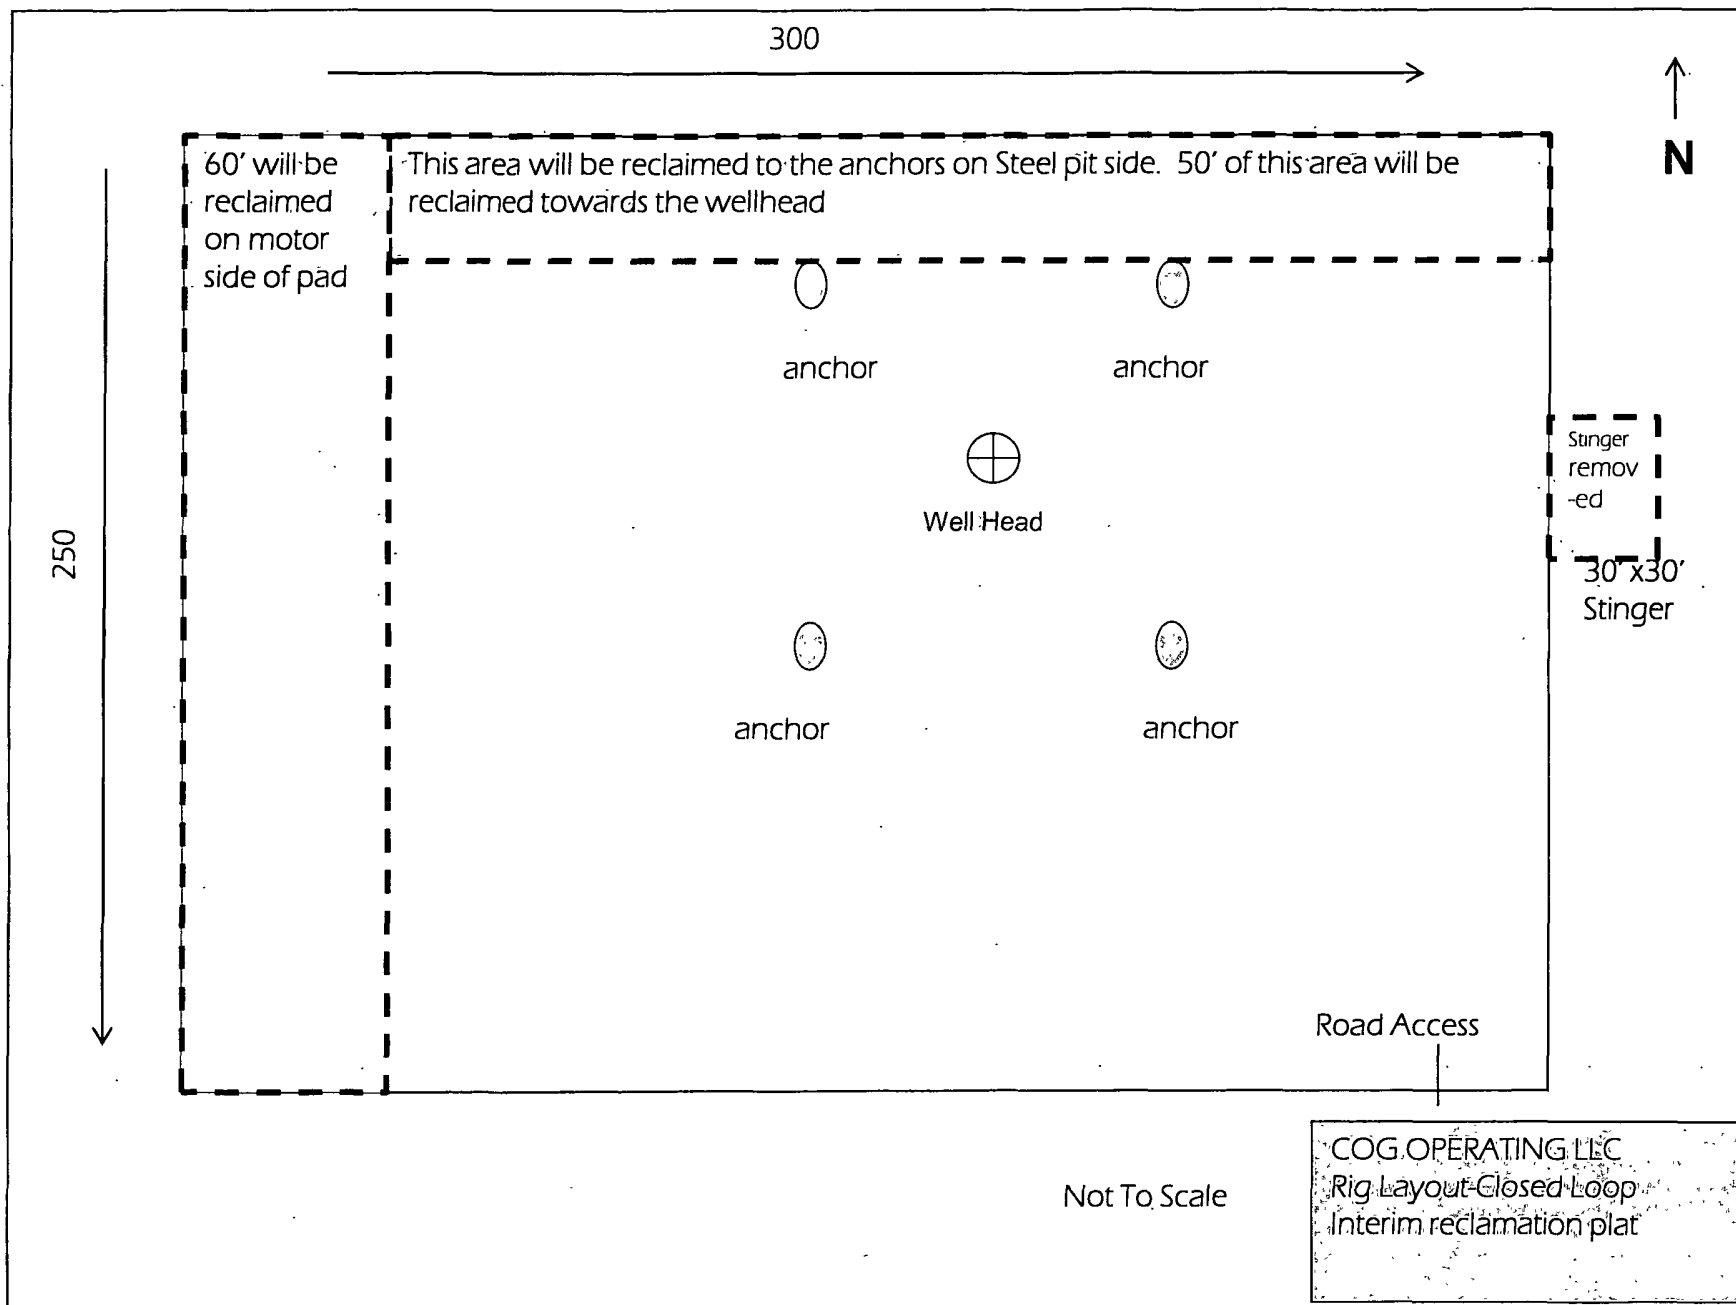 300
N
60' will be
reclaimed
on motor
side of pad
This area will be reclaimed to the anchors on Steel pit side. 50' of this area will be
reclaimed towards the wellhead
anchor
anchor
Stinger
remov
-ed
Well Head
250
30' x30'
Stinger
anchor
anchor
Road Access
COG OPERATING LLC
Rig Layout-Closed Loop
Interim reclamation plat
Not To Scale